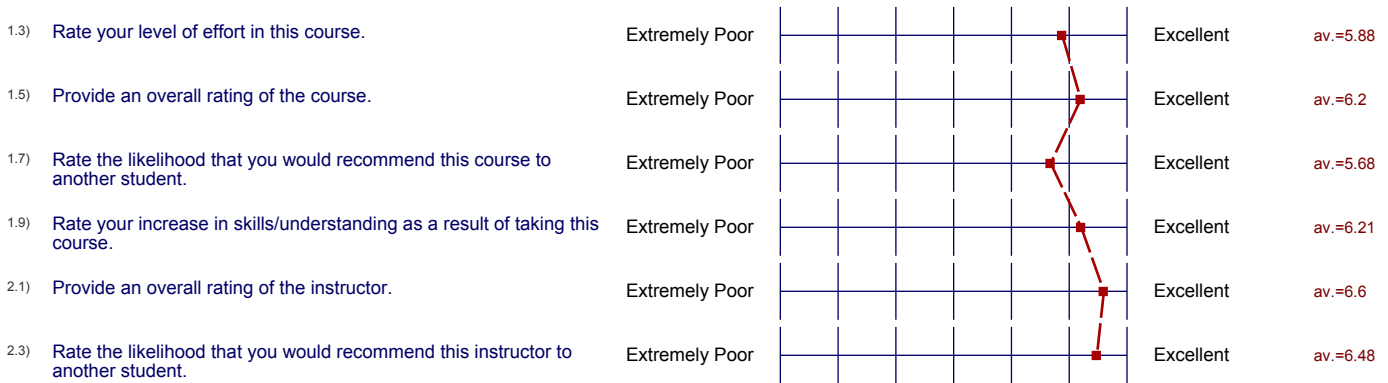 1.3) Rate your level of effort in this course. Extremely Poor Excellent av.=5.88
1.5) Provide an overall rating of the course. Extremely Poor Excellent av.=6.2
1.7) Rate the likelihood that you would recommend this course to Extremely Poor Excellent av.=5.68
another student.
1.9) Rate your increase in skills/understanding as a result of taking this Extremely Poor Excellent av.=6.21
course.
2.1) Provide an overall rating of the instructor. Extremely Poor Excellent av.=6.6
2.3) Rate the likelihood that you would recommend this instructor to Extremely Poor Excellent av.=6.48
another student.